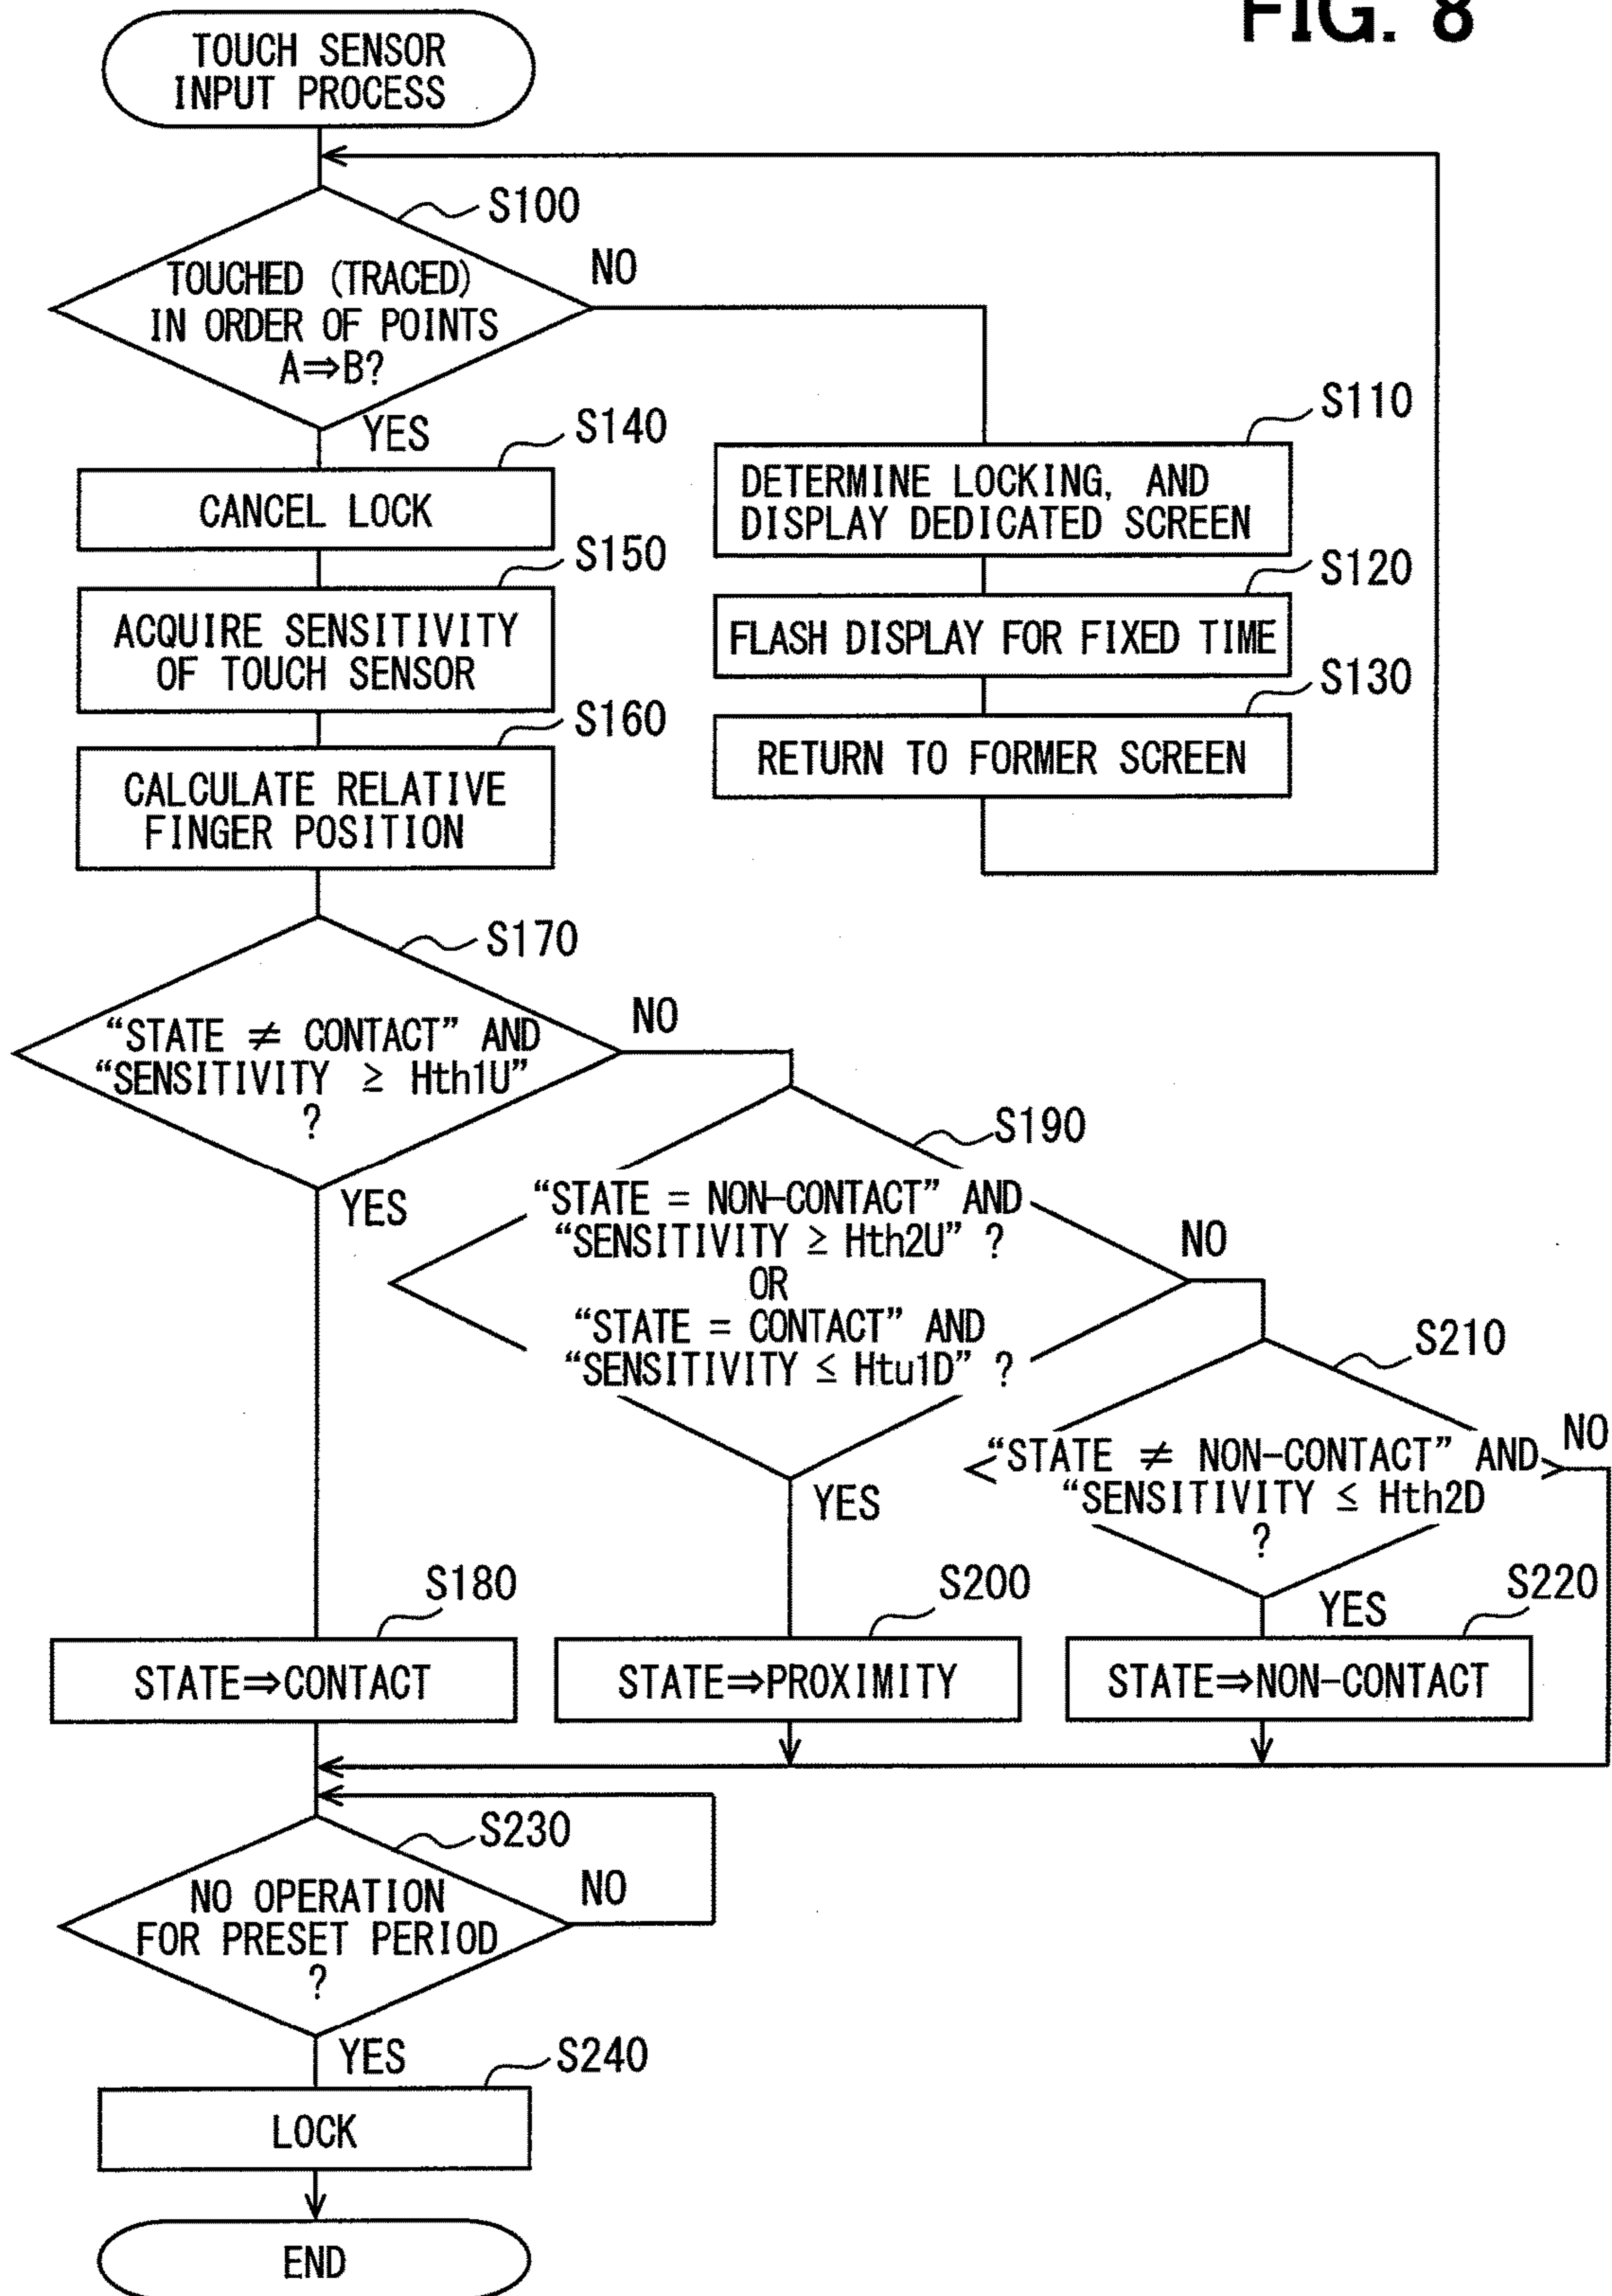 FIG. 8
TOUCH SENSOR
INPUT PROCESS
S100
TOUCHED (TRACED)
IN ORDER OF POINTS
A⇒B?
NO
YES
S110
DETERMINE LOCKING, AND
DISPLAY DEDICATED SCREEN
S120
FLASH DISPLAY FOR FIXED TIME
S130
RETURN TO FORMER SCREEN
S140
CANCEL LOCK
S150
ACQUIRE SENSITIVITY
OF TOUCH SENSOR
S160
CALCULATE RELATIVE
FINGER POSITION
S170
“STATE ≠ CONTACT” AND
“SENSITIVITY ≥ Hth1U”
?
NO
YES
S190
“STATE = NON-CONTACT” AND
“SENSITIVITY ≥ Hth2U” ?
OR
“STATE = CONTACT” AND
“SENSITIVITY ≤ Htu1D” ?
NO
YES
S210
“STATE ≠ NON-CONTACT” AND
“SENSITIVITY ≤ Hth2D
?
NO
YES
S180
STATE⇒CONTACT
S200
STATE⇒PROXIMITY
S220
STATE⇒NON-CONTACT
S230
NO OPERATION
FOR PRESET PERIOD
?
NO
YES
S240
LOCK
END